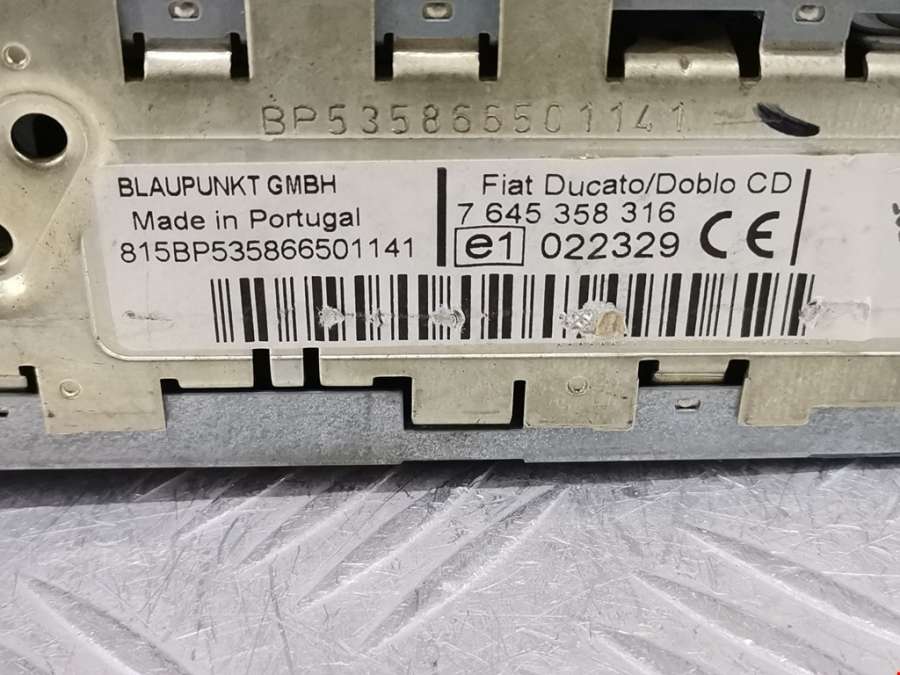 BP535866501141
BLAUPUNKT GMBH
Made in Portugal
815BP535866501141
Fiat Ducato/Doblo CD
7 645 358 316
e1 022329 CE